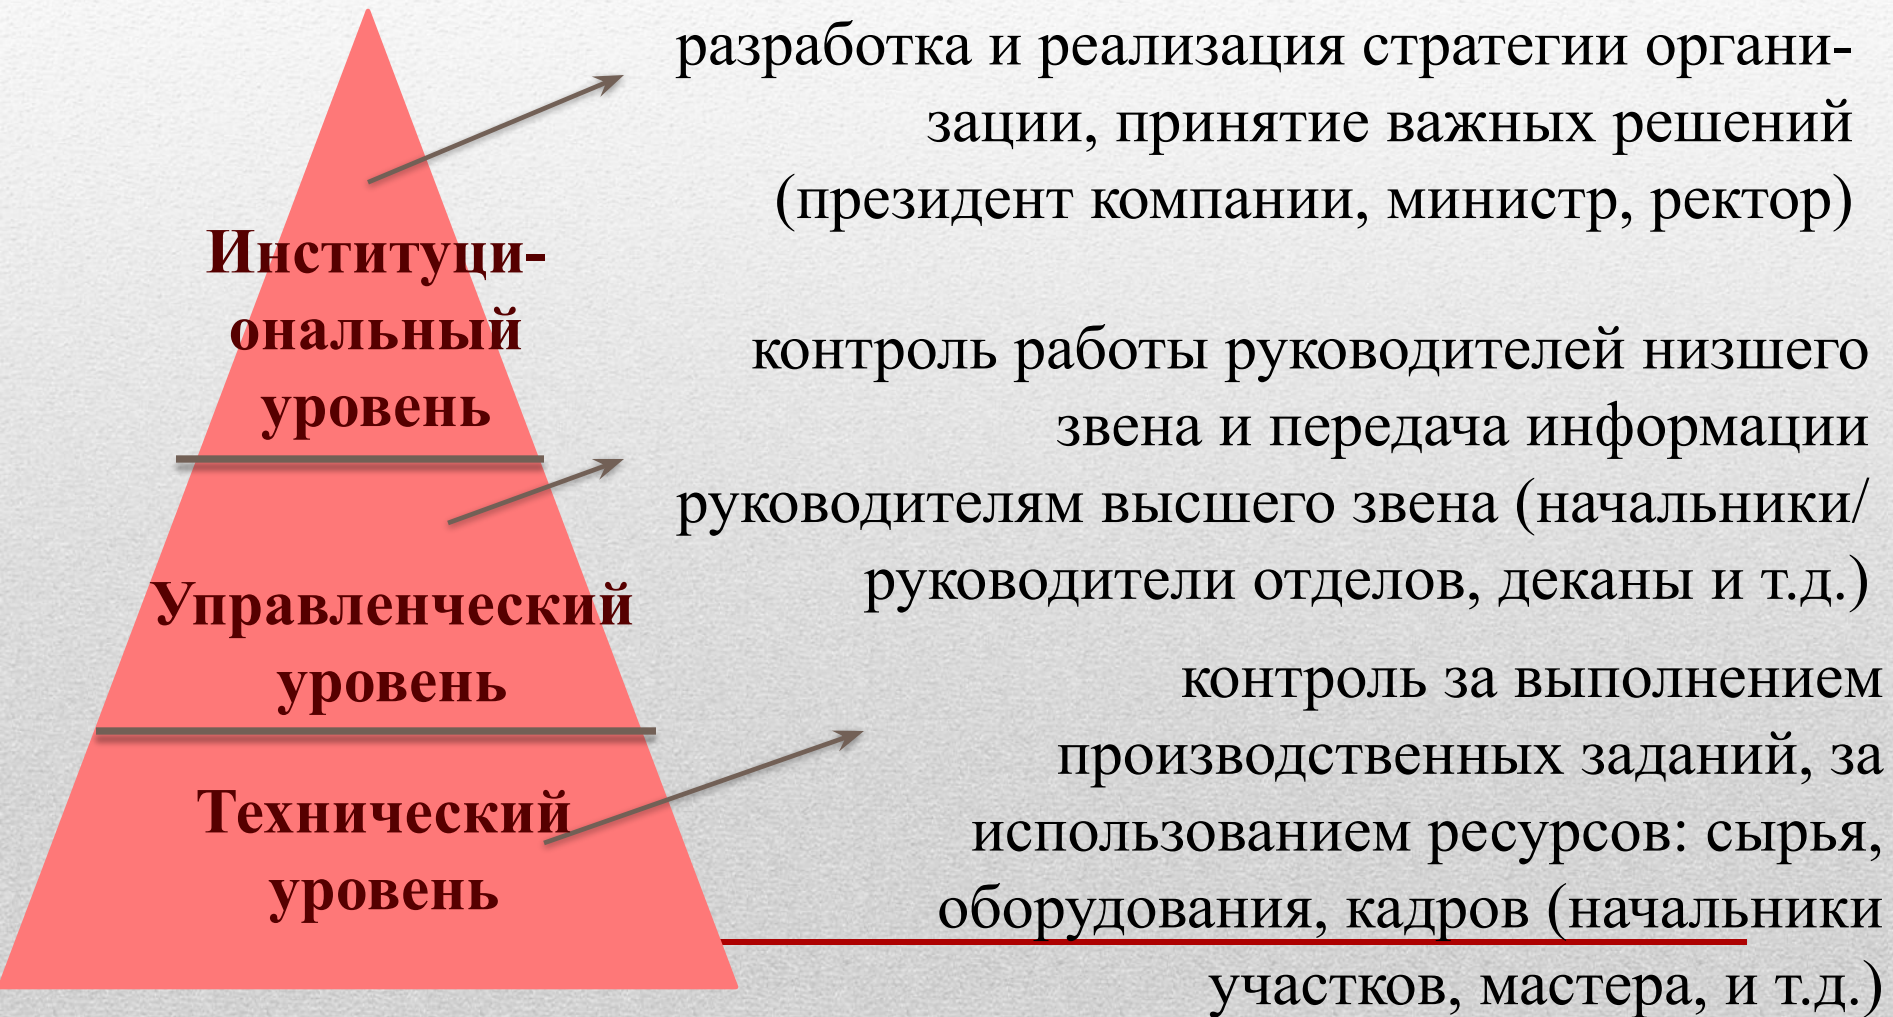 разработка и реализация стратегии органи-
зации, принятие важных решений
(президент компании, министр, ректор)
Институци-
ональный
уровень
контроль работы руководителей низшего
звена и передача информации
руководителям высшего звена (начальники/
руководители отделов, деканы и т.д.)
Управленческий
уровень
контроль за выполнением
производственных заданий, за
использованием ресурсов: сырья,
оборудования, кадров (начальники
участков, мастера, и т.д.)
Технический
уровень